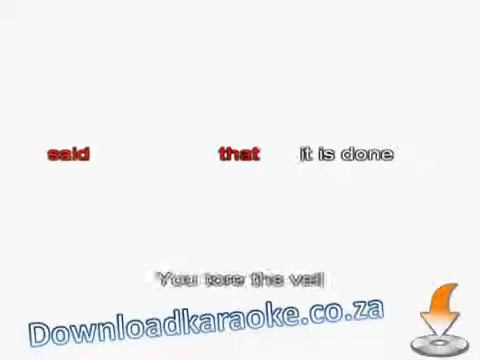 said that it is done
You tore the veil
Downloadkaraoke.co.za